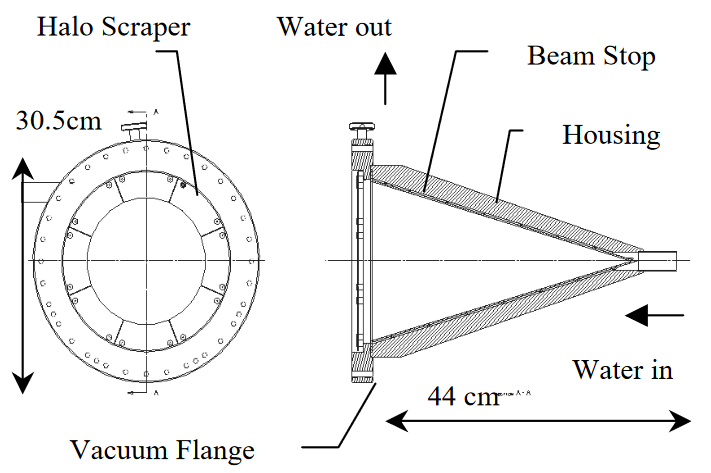 Halo Scraper
Water out
Beam Stop
30.5cm
A
Housing
Water in
44 cm
A - A
A
Vacuum Flange